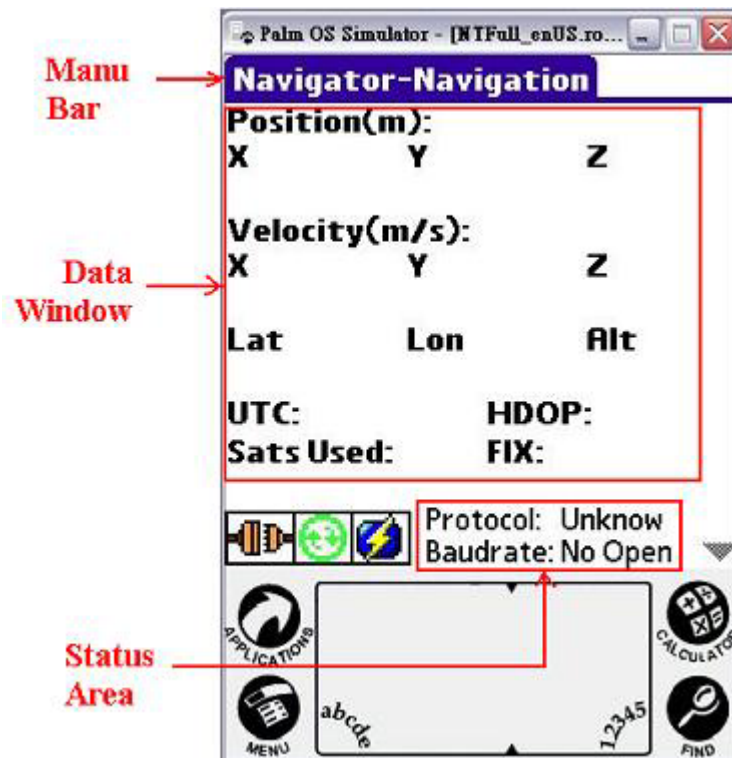 Palm OS Simulator - [NTFull_enUS.ro...
Manu
Bar
Navigator-Navigation
Position(m):
X Y Z
Velocity(m/s):
X Y Z
Data
Window
Lat Lon Alt
UTC: HDOP:
Sats Used: FIX:
Protocol: Unknow
Baudrate: No Open
Status
Area
APPLICATIONS
CALCULATOR
MENU
abcde
12345
FIND